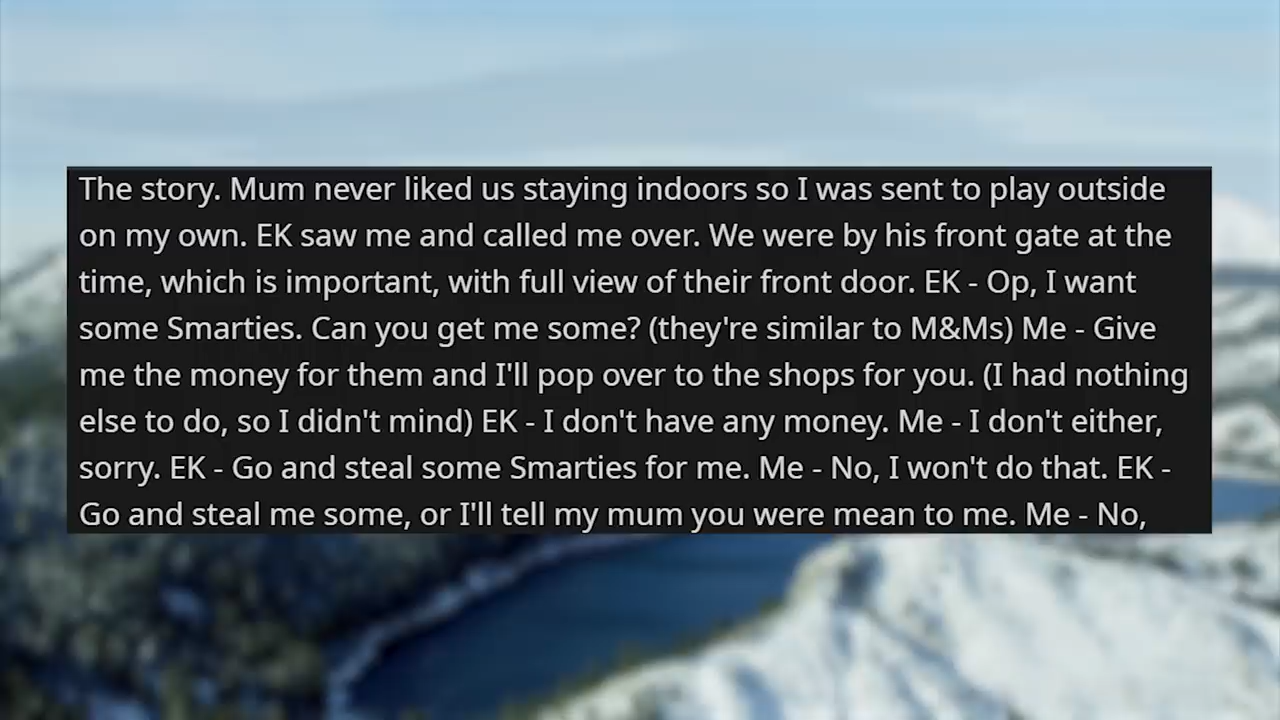 The story. Mum never liked us staying indoors so I was sent to play outside
on my own. EK saw me and called me over. We were by his front gate at the
time, which is important, with full view of their front door. EK - Op, I want
some Smarties. Can you get me some? (they're similar to M&Ms) Me - Give
me the money for them and I'll pop over to the shops for you. (I had nothing
else to do, so I didn't mind) EK - I don't have any money. Me - I don't either,
sorry. EK - Go and steal some Smarties for me. Me - No, I won't do that. EK -
Go and steal me some, or I'll tell my mum you were mean to me. Me - No,